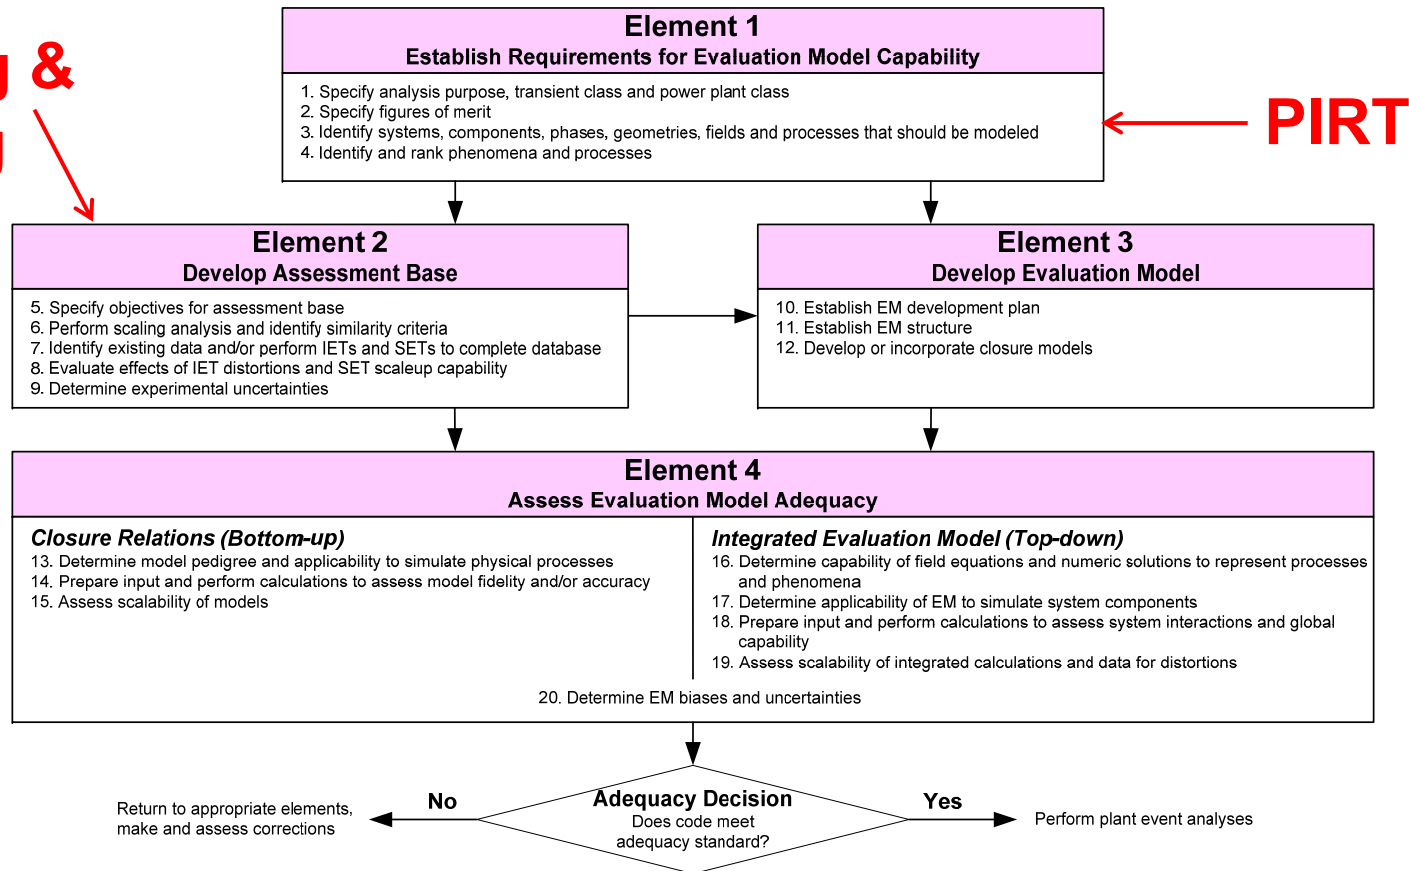 Element 1
Establish Requirements for Evaluation Model Capability
1. Specify analysis purpose, transient class and power plant class
2. Specify figures of merit
3. Identify systems, components, phases, geometries, fields and processes that should be modeled
4. Identify and rank phenomena and processes
&
PIRT
Element 2
Develop Assessment Base
5. Specify objectives for assessment base
6. Perform scaling analysis and identify similarity criteria
7. Identify existing data and/or perform IETs and SETs to complete database
8. Evaluate effects of IET distortions and SET scaleup capability
9. Determine experimental uncertainties
Element 3
Develop Evaluation Model
10. Establish EM development plan
11. Establish EM structure
12. Develop or incorporate closure models
Element 4
Assess Evaluation Model Adequacy
Closure Relations (Bottom-up)
13. Determine model pedigree and applicability to simulate physical processes
14. Prepare input and perform calculations to assess model fidelity and/or accuracy
15. Assess scalability of models
Integrated Evaluation Model (Top-down)
16. Determine capability of field equations and numeric solutions to represent processes
and phenomena
17. Determine applicability of EM to simulate system components
18. Prepare input and perform calculations to assess system interactions and global
capability
19. Assess scalability of integrated calculations and data for distortions
20. Determine EM biases and uncertainties
Adequacy Decision
Does code meet
adequacy standard?
No
Return to appropriate elements,
make and assess corrections
Yes
Perform plant event analyses